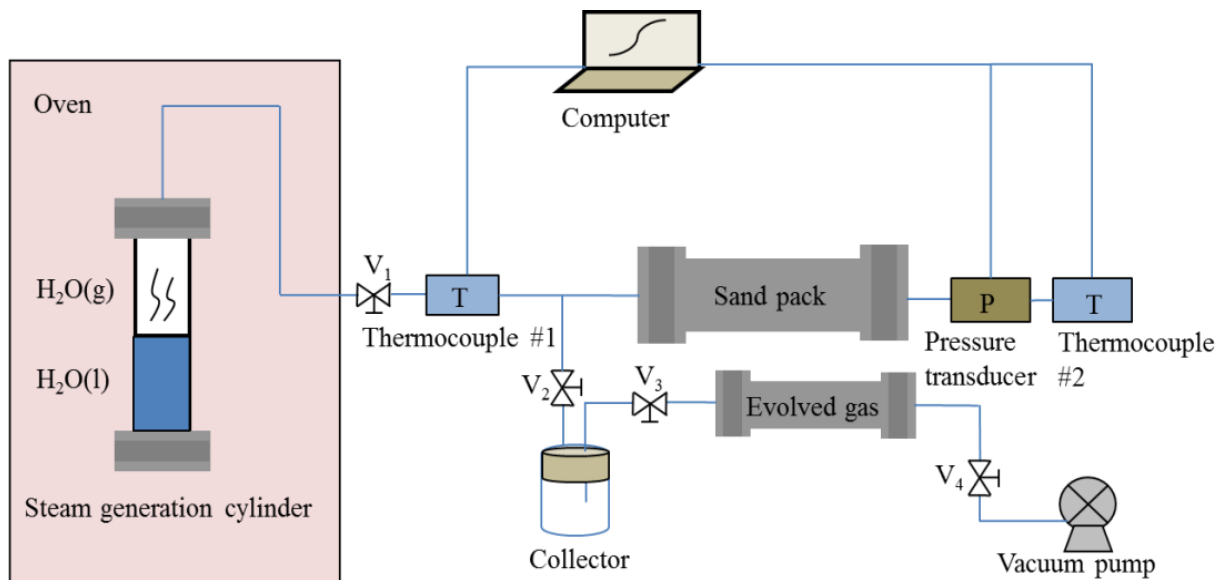 Oven
Computer
H₂O(g)
V₁
T
Sand pack
P
T
Thermocouple #1
Pressure
transducer
Thermocouple
#2
H₂O(l)
V₂
V₃
Evolved gas
V₄
Steam generation cylinder
Collector
Vacuum pump